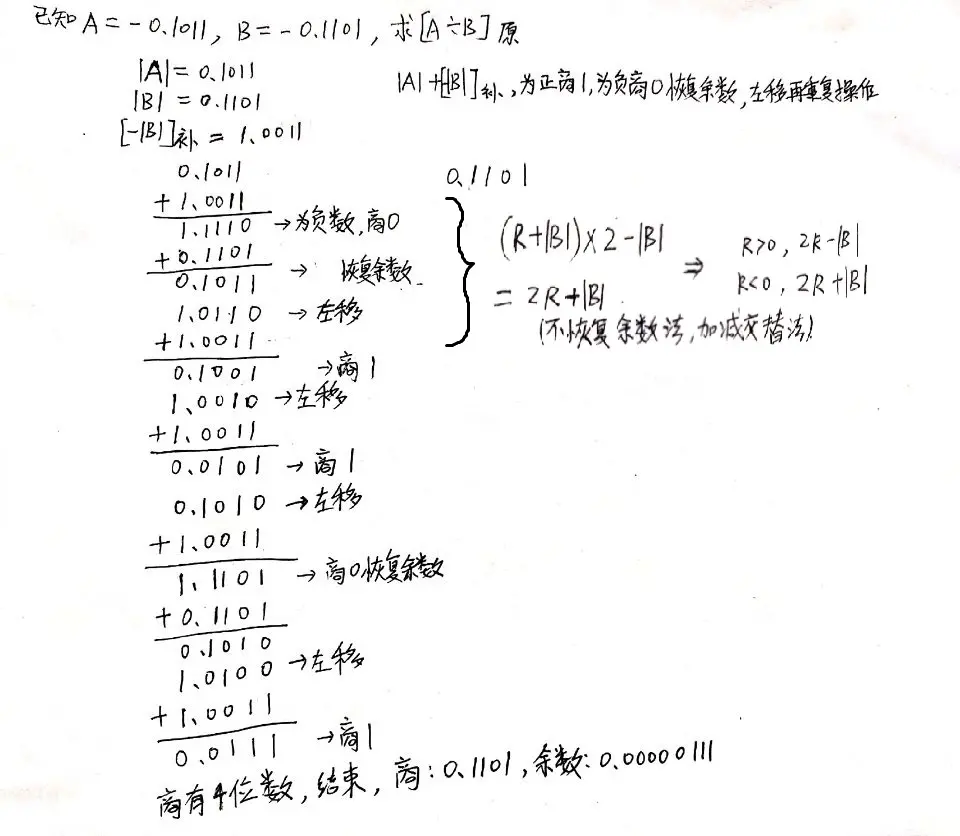 已知A=-0.1011, B=-0.1101, 求[A÷B]原
|A|=0.1011
|B|=0.1101
[-|B|]补=1.0011
|A|+[|B|]补,为正商1,为负商0恢复余数,左移再重复操作
0.1011
+1.0011
1.1110 →为负数,商0
+0.1101
0.1011 → 恢复余数
1.0110 →左移
+1.0011
0.1001 →商1
1.0010 →左移
+1.0011
0.0101 →商1
0.1010 →左移
+1.0011
1.1101 →商0恢复余数
+0.1101
0.1010
1.0100 →左移
+1.0011
0.0111 →商1
商有4位数,结束,商:0.1101,余数:0.00000111
0.1101
(R+|B|)×2-|B|
=2R+|B|
⇒ R>0, 2R-|B|
R<0, 2R+|B|
(不恢复余数法,加减交替法)